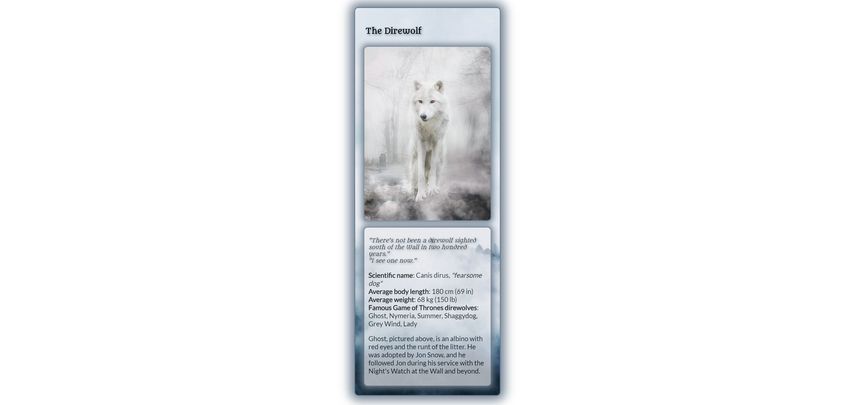 The Direwolf
"There's not been a direwolf sighted
south of the Wall in two hundred
years."
"I see one now."
Scientific name: Canis dirus, "fearsome
dog"
Average body length: 180 cm (69 in)
Average weight: 68 kg (150 lb)
Famous Game of Thrones direwolves:
Ghost, Nymeria, Summer, Shaggydog,
Grey Wind, Lady
Ghost, pictured above, is an albino with
red eyes and the runt of the litter. He
was adopted by Jon Snow, and he
followed Jon during his service with the
Night's Watch at the Wall and beyond.